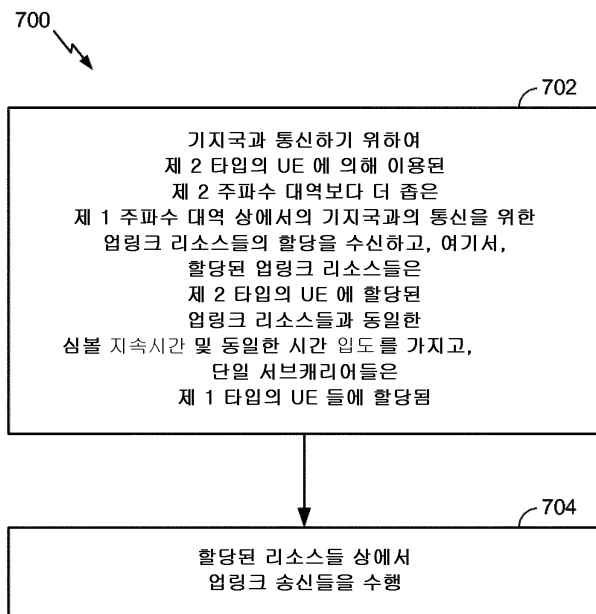 700
702
기지국과 통신하기 위하여
제 2 타입의 UE 에 의해 이용된
제 2 주파수 대역보다 더 좁은
제 1 주파수 대역 상에서의 기지국과의 통신을 위한
업링크 리소스들의 할당을 수신하고, 여기서,
할당된 업링크 리소스들은
제 2 타입의 UE 에 할당된
업링크 리소스들과 동일한
심볼 지속시간 및 동일한 시간 입도를 가지고,
단일 서브캐리어들은
제 1 타입의 UE 들에 할당됨
704
할당된 리소스들 상에서
업링크 송신들을 수행